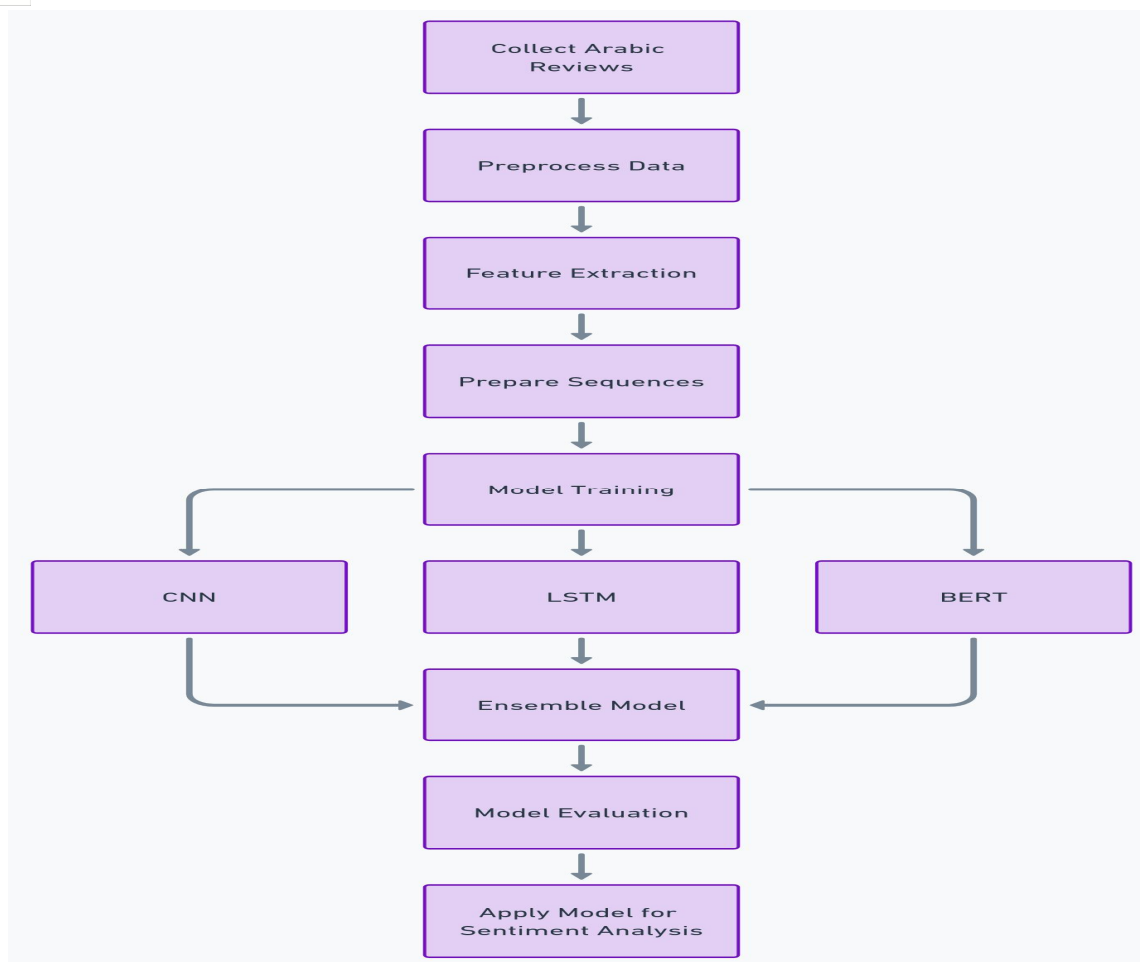 Collect Arabic
Reviews
Preprocess Data
Feature Extraction
Prepare Sequences
Model Training
CNN
LSTM
BERT
Ensemble Model
Model Evaluation
Apply Model for
Sentiment Analysis